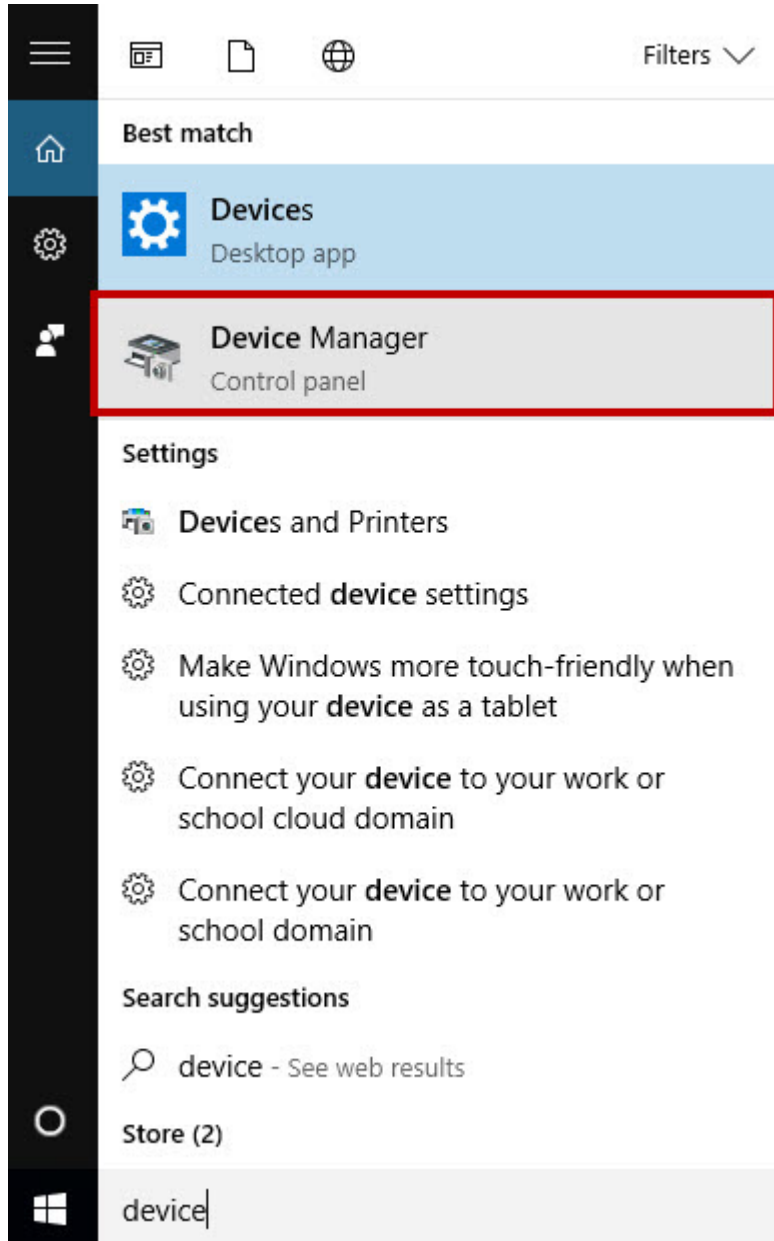 Filters
Best match
Devices
Desktop app
Device Manager
Control panel
Settings
Devices and Printers
Connected device settings
Make Windows more touch-friendly when
using your device as a tablet
Connect your device to your work or
school cloud domain
Connect your device to your work or
school domain
Search suggestions
device - See web results
Store (2)
device